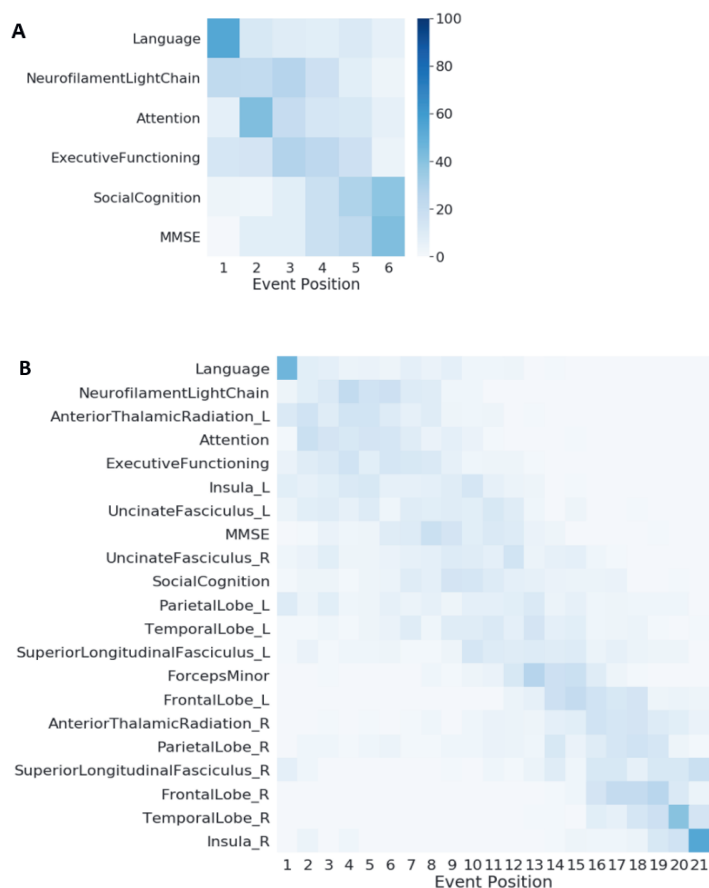 A
Language
NeurofilamentLightChain
Attention
ExecutiveFunctioning
SocialCognition
MMSE
1 2 3 4 5 6
Event Position
100
80
60
40
20
0
B
Language
NeurofilamentLightChain
AnteriorThalamicRadiation_L
Attention
ExecutiveFunctioning
Insula_L
UncinateFasciculus_L
MMSE
UncinateFasciculus_R
SocialCognition
ParietalLobe_L
TemporalLobe_L
SuperiorLongitudinalFasciculus_L
ForcepsMinor
FrontalLobe_L
AnteriorThalamicRadiation_R
ParietalLobe_R
SuperiorLongitudinalFasciculus_R
FrontalLobe_R
TemporalLobe_R
Insula_R
1 2 3 4 5 6 7 8 9 10 11 12 13 14 15 16 17 18 19 20 21
Event Position